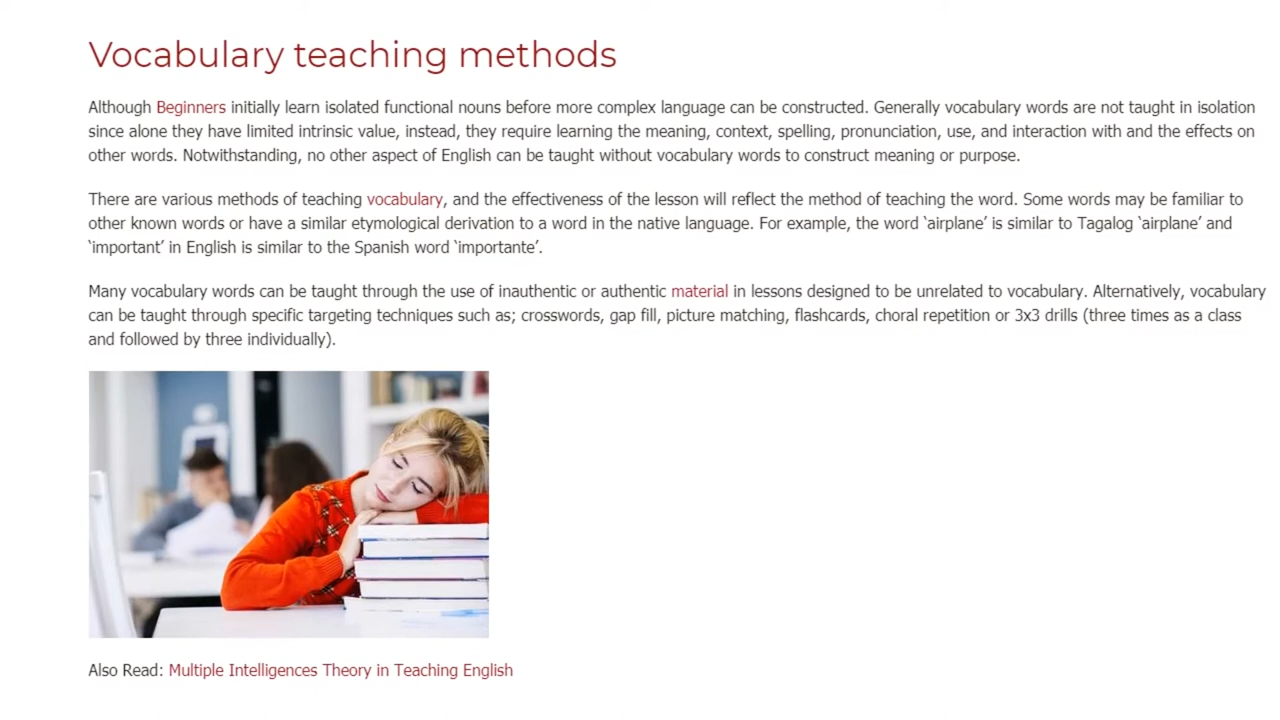 Vocabulary teaching methods
Although Beginners initially learn isolated functional nouns before more complex language can be constructed. Generally vocabulary words are not taught in isolation
since alone they have limited intrinsic value, instead, they require learning the meaning, context, spelling, pronunciation, use, and interaction with and the effects on
other words. Notwithstanding, no other aspect of English can be taught without vocabulary words to construct meaning or purpose.
There are various methods of teaching vocabulary, and the effectiveness of the lesson will reflect the method of teaching the word. Some words may be familiar to
other known words or have a similar etymological derivation to a word in the native language. For example, the word ‘airplane’ is similar to Tagalog ‘airplane’ and
‘important’ in English is similar to the Spanish word ‘importante’.
Many vocabulary words can be taught through the use of inauthentic or authentic material in lessons designed to be unrelated to vocabulary. Alternatively, vocabulary
can be taught through specific targeting techniques such as; crosswords, gap fill, picture matching, flashcards, choral repetition or 3x3 drills (three times as a class
and followed by three individually).
Also Read: Multiple Intelligences Theory in Teaching English